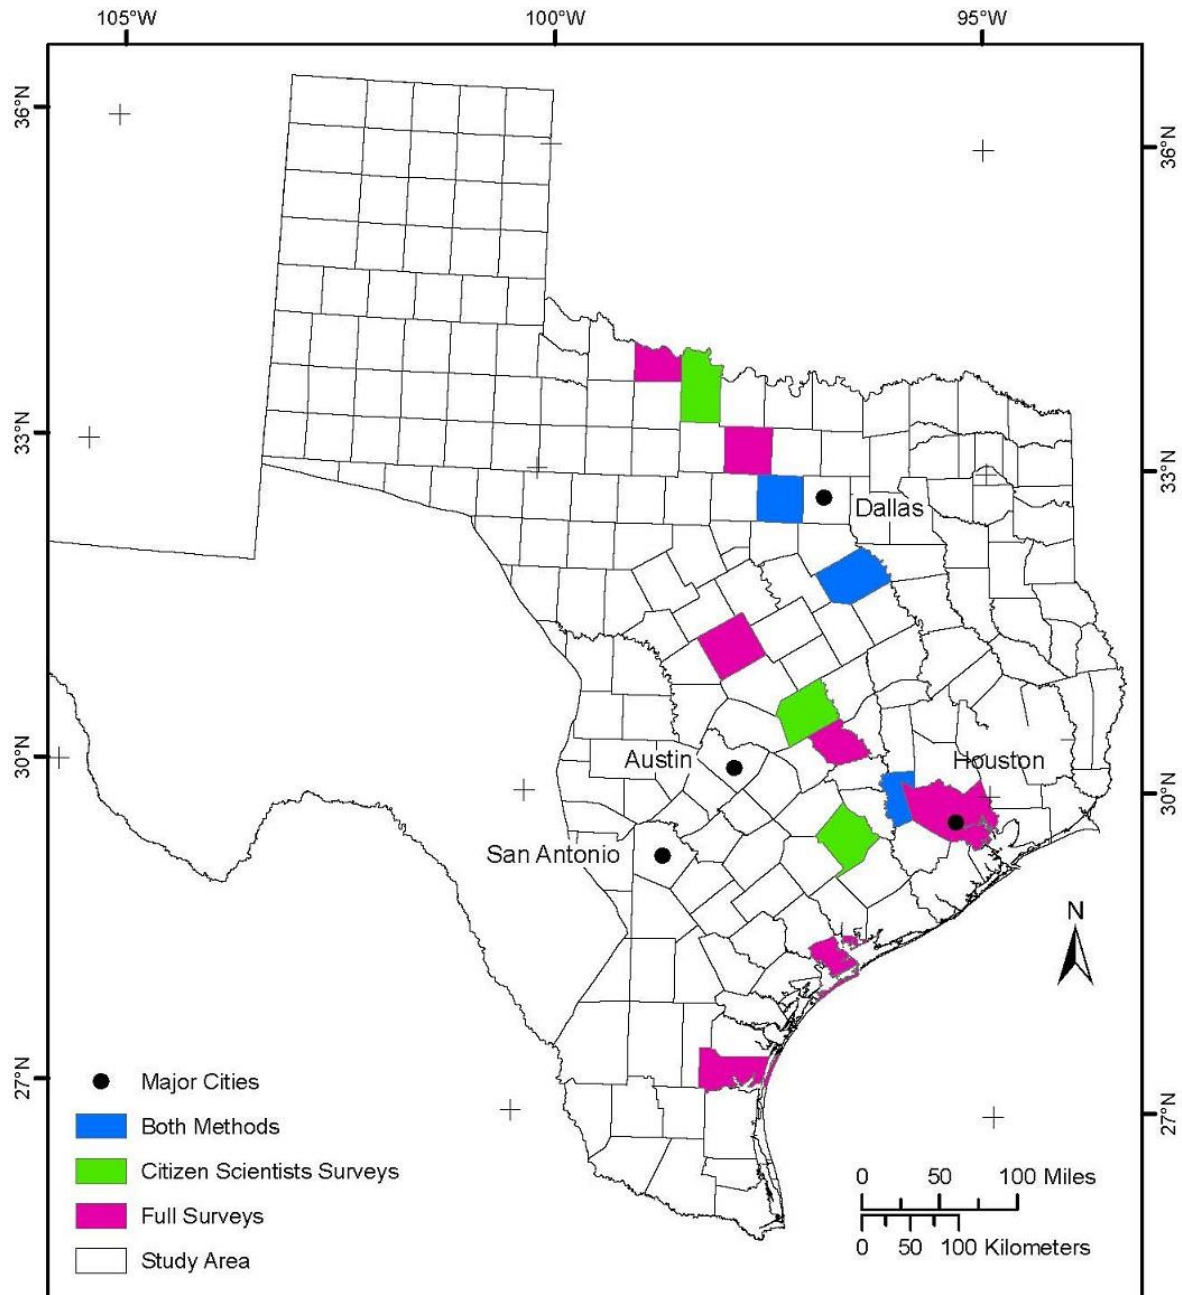 105°W 100°W 95°W
36°N
36°N
33°N
33°N
Dallas
30°N
Austin
Houston
30°N
San Antonio
N
27°N
27°N
Major Cities
Both Methods
Citizen Scientists Surveys
Full Surveys
Study Area
0 50 100 Miles
0 50 100 Kilometers